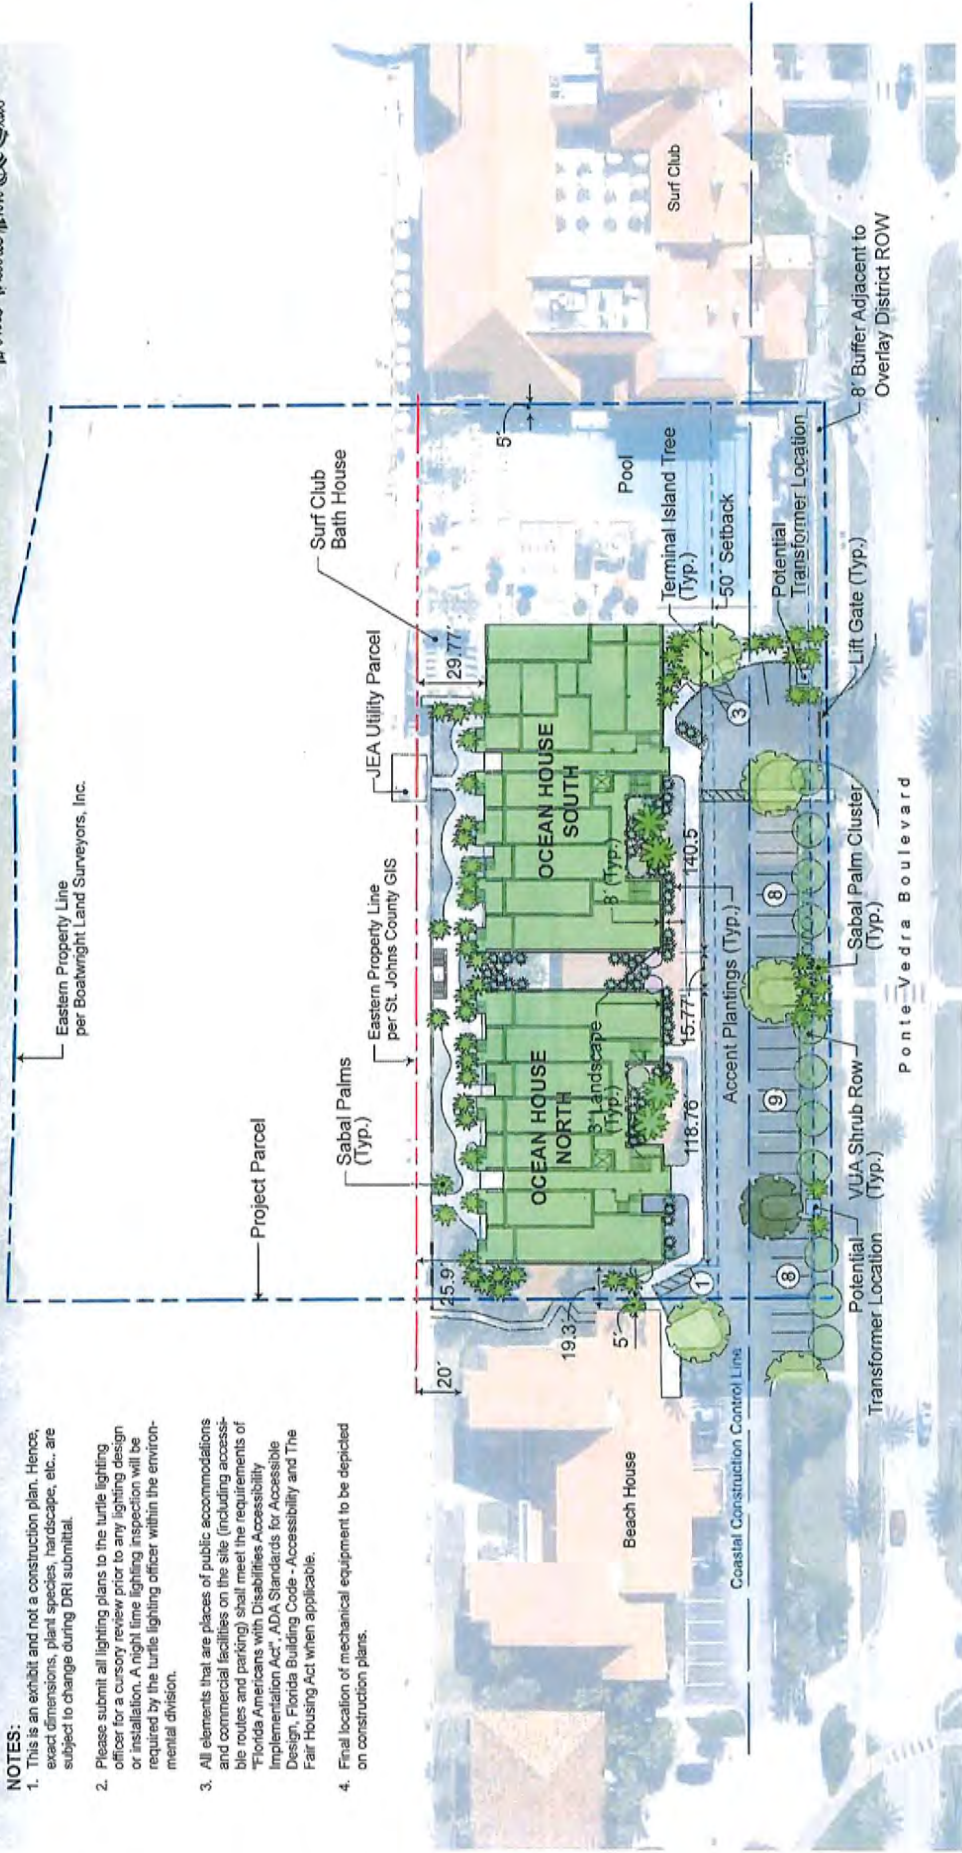 NOTES:
1. This is an exhibit and not a construction plan. Hence,
exact dimensions, plant species, hardscape, etc., are
subject to change during DRI submittal.
2. Please submit all lighting plans to the turtle lighting
officer for a cursory review prior to any lighting design
or installation. A night time lighting inspection will be
required by the turtle lighting officer within the environ-
mental division.
3. All elements that are places of public accommodations
and commercial facilities on the site (including accessi-
ble routes and parking) shall meet the requirements of
"Florida Americans with Disabilities Accessibility
Implementation Act", ADA Standards for Accessible
Design, Florida Building Code - Accessibility and The
Fair Housing Act when applicable.
4. Final location of mechanical equipment to be depicted
on construction plans.
Eastern Property Line
per Boatwright Land Surveyors, Inc.
Project Parcel
Sabal Palms
(Typ.)
Eastern Property Line
per St. Johns County GIS
JEA Utility Parcel
Surf Club
Bath House
20'
25.9'
29.77'
5'
19.3'
5'
OCEAN HOUSE
NORTH
3' Landscape
(Typ.)
OCEAN HOUSE
SOUTH
8' (Typ.)
Pool
Surf Club
Beach House
118.76'
15.77'
140.5
Terminal Island Tree
(Typ.)
50' Setback
1
3
Accent Plantings (Typ.)
Coastal Construction Control Line
8
9
8
Potential
Transformer Location
8' Buffer Adjacent to
Overlay District ROW
Lift Gate (Typ.)
Sabal Palm Cluster
(Typ.)
VUA Shrub Row
(Typ.)
Potential
Transformer Location
Ponte Vedra Boulevard